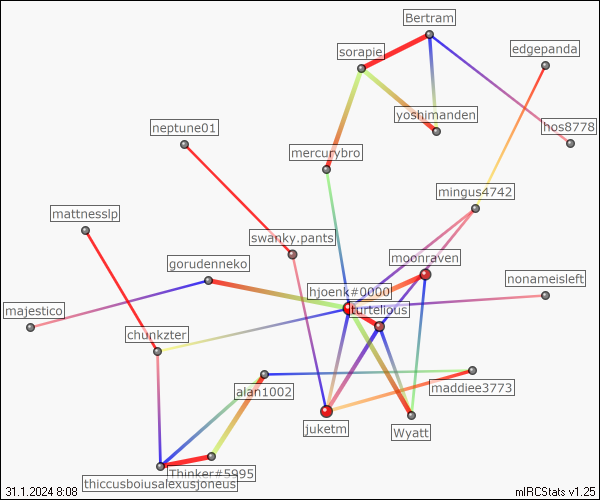 Bertram
edgepanda
sorapie
yoshimanden
neptune01
hos8778
mercurybro
mingus4742
mattnesslp
swanky.pants
moonraven
gorudenneko
nonameisleft
hjoenk#0000
turtelious
majestico
chunkzter
alan1002
maddiee3773
juketm
Wyatt
Thinker#5995
thiccusboiusalexusjoneus
31.1.2024 8:08
mIRCStats v1.25